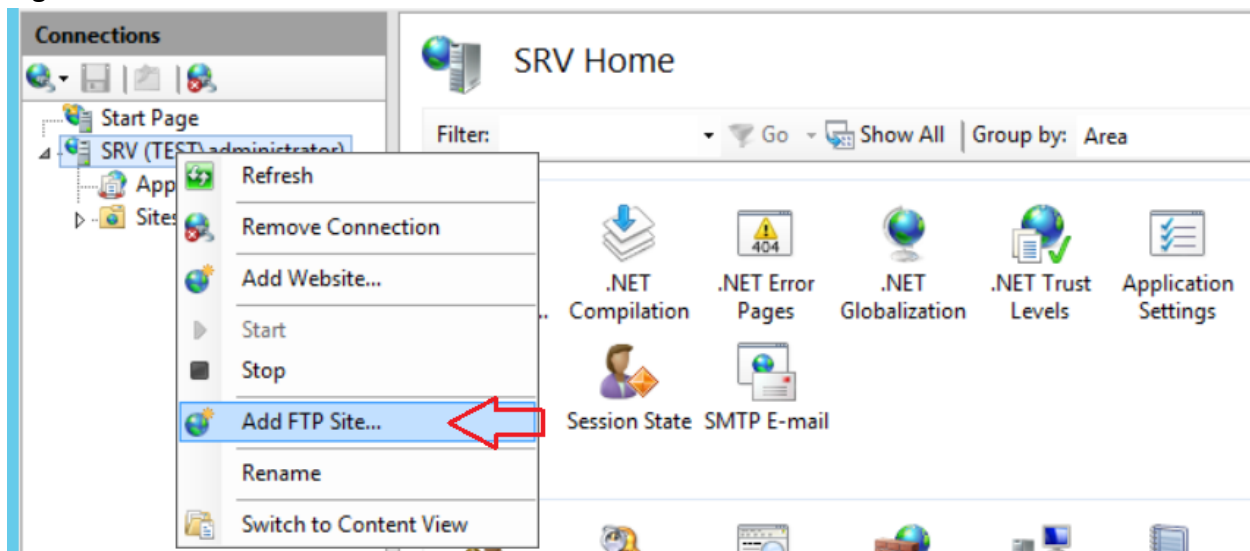 Connections
SRV Home
Start Page
SRV (TEST\administrator)
App
Sites
Filter:
Go
Show All
Group by: Area
Refresh
Remove Connection
Add Website...
Start
Stop
Add FTP Site...
Rename
Switch to Content View
...
.NET
Compilation
.NET Error
Pages
.NET
Globalization
.NET Trust
Levels
Application
Settings
404
Session State
SMTP E-mail